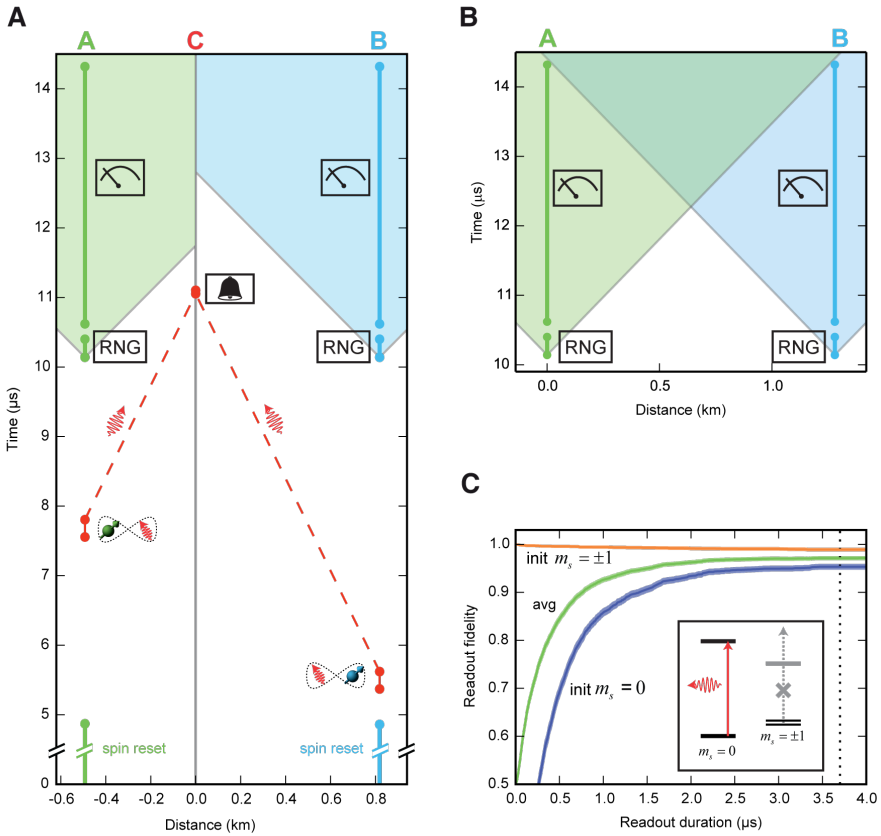 A
A C B
14
13
12
11
10
9
8
7
6
5
0
Time (μs)
RNG
RNG
spin reset
spin reset
-0.6 -0.4 -0.2 0.0 0.2 0.4 0.6 0.8
Distance (km)
B
A B
14
13
12
11
10
Time (μs)
RNG
RNG
0.0 0.5 1.0
Distance (km)
C
1.0
0.9
0.8
0.7
0.6
0.5
Readout fidelity
init mₛ = ±1
avg
init mₛ = 0
mₛ = 0
mₛ = ±1
0.0 0.5 1.0 1.5 2.0 2.5 3.0 3.5 4.0
Readout duration (μs)